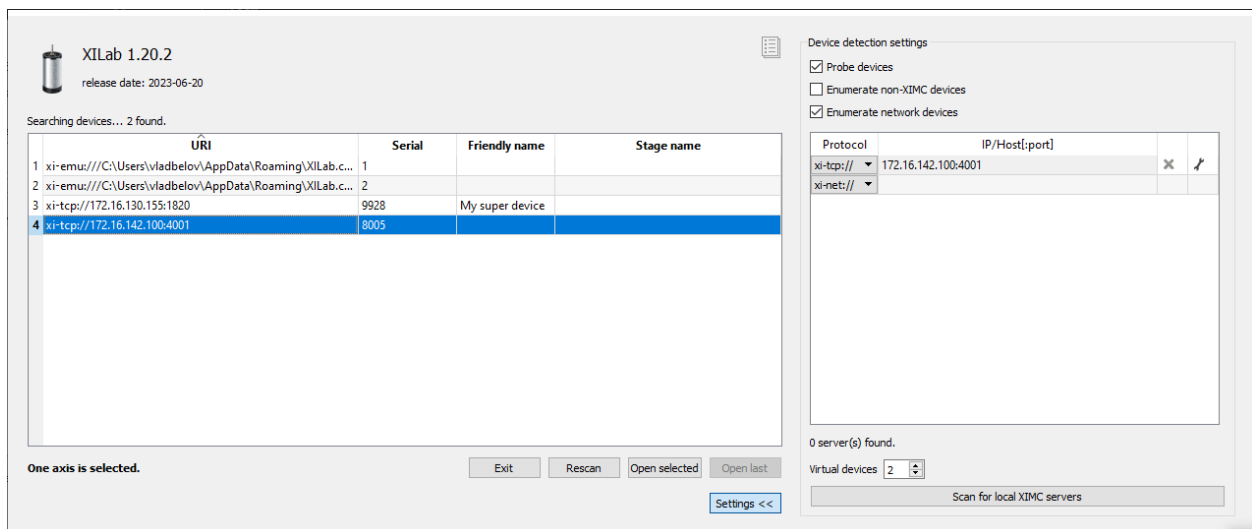 XILab 1.20.2
release date: 2023-06-20
Searching devices... 2 found.
URI Serial Friendly name Stage name
1 xi-emu:///C:\Users\vladbelov\AppData\Roaming\XILab.c... 1
2 xi-emu:///C:\Users\vladbelov\AppData\Roaming\XILab.c... 2
3 xi-tcp://172.16.130.155:1820 9928 My super device
4 xi-tcp://172.16.142.100:4001 8005
One axis is selected.
Exit Rescan Open selected Open last
Settings <<
Device detection settings
Probe devices
Enumerate non-XIMC devices
Enumerate network devices
Protocol IP/Host[:port]
xi-tcp:// 172.16.142.100:4001
xi-net://
0 server(s) found.
Virtual devices 2
Scan for local XIMC servers